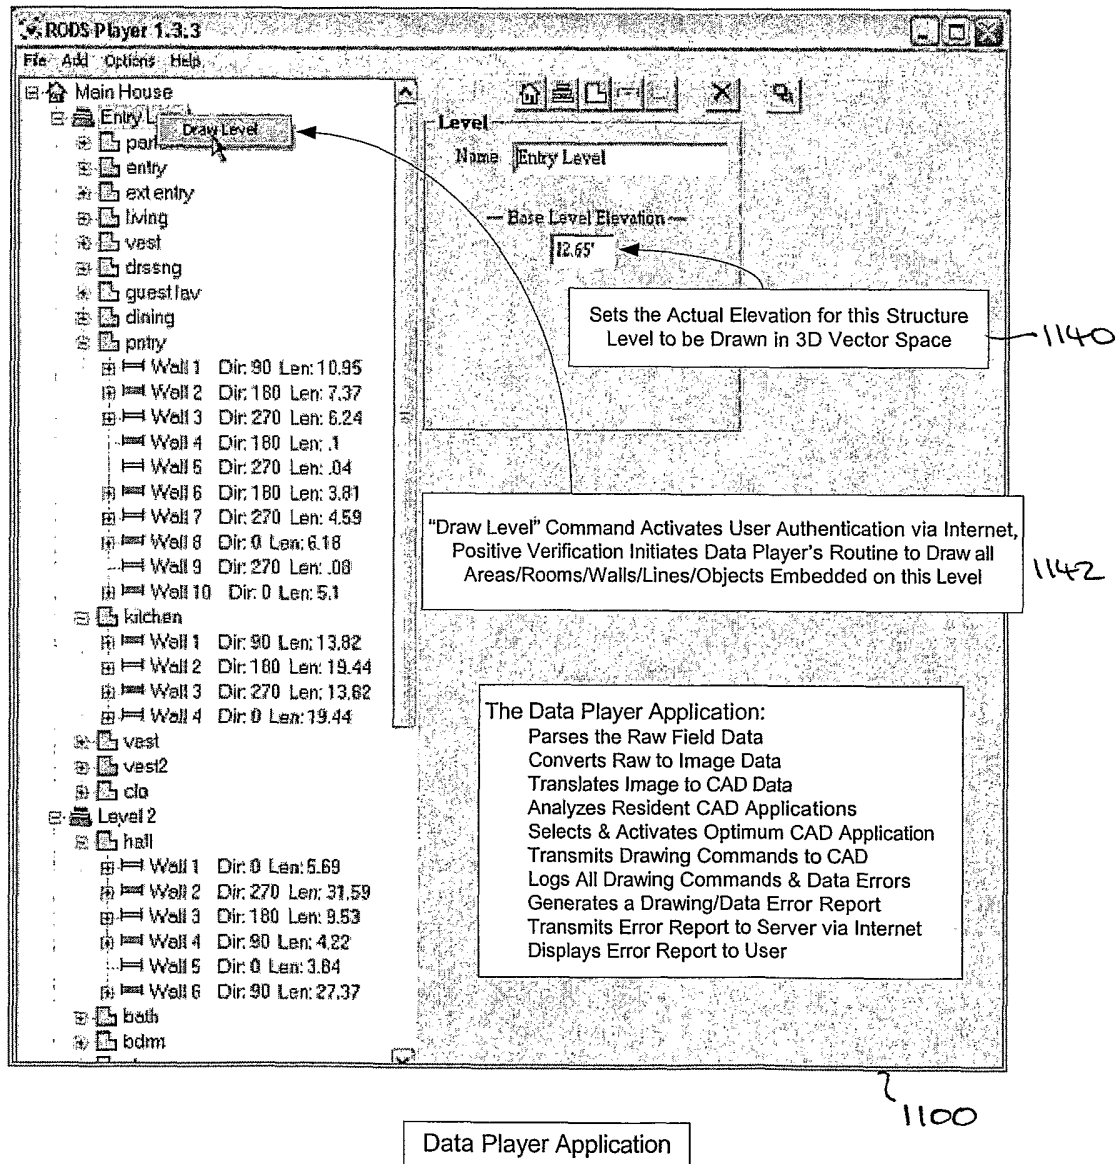 RODS Player 1.3.3
File Add Options Help
Main House
Entry L
Draw Level
entry
ext entry
living
vest
drssng
guest lav
dining
pntry
Wall 1 Dir: 90 Len: 10.95
Wall 2 Dir: 180 Len: 7.37
Wall 3 Dir: 270 Len: 6.24
Wall 4 Dir: 180 Len: .1
Wall 5 Dir: 270 Len: .04
Wall 6 Dir: 180 Len: 3.81
Wall 7 Dir: 270 Len: 4.59
Wall 8 Dir: 0 Len: 6.18
Wall 9 Dir: 270 Len: .08
Wall 10 Dir: 0 Len: 5.1
kitchen
Wall 1 Dir: 90 Len: 13.82
Wall 2 Dir: 180 Len: 19.44
Wall 3 Dir: 270 Len: 13.82
Wall 4 Dir: 0 Len: 19.44
vest
vest2
clo
Level 2
hall
Wall 1 Dir: 0 Len: 5.69
Wall 2 Dir: 270 Len: 31.59
Wall 3 Dir: 180 Len: 9.53
Wall 4 Dir: 90 Len: 4.22
Wall 5 Dir: 0 Len: 3.84
Wall 6 Dir: 90 Len: 27.37
bath
bdrm
Level
Name Entry Level
Base Level Elevation
12.65'
Sets the Actual Elevation for this Structure
Level to be Drawn in 3D Vector Space
1140
"Draw Level" Command Activates User Authentication via Internet,
Positive Verification Initiates Data Player's Routine to Draw all
Areas/Rooms/Walls/Lines/Objects Embedded on this Level
1142
The Data Player Application:
Parses the Raw Field Data
Converts Raw to Image Data
Translates Image to CAD Data
Analyzes Resident CAD Applications
Selects & Activates Optimum CAD Application
Transmits Drawing Commands to CAD
Logs All Drawing Commands & Data Errors
Generates a Drawing/Data Error Report
Transmits Error Report to Server via Internet
Displays Error Report to User
1100
Data Player Application